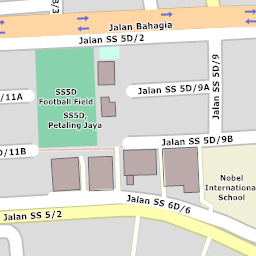 B/3
Jalan Bahagia
Jalan SS 5D/2
/11A
SS5D
Football Field
SS5D,
Petaling Jaya
Jalan SS 5D/9A
Jalan SS 5D/9
/11B
Jalan SS 5D/9B
Nobel
International
School
Jalan SS 6D/6
Jalan SS 5/2